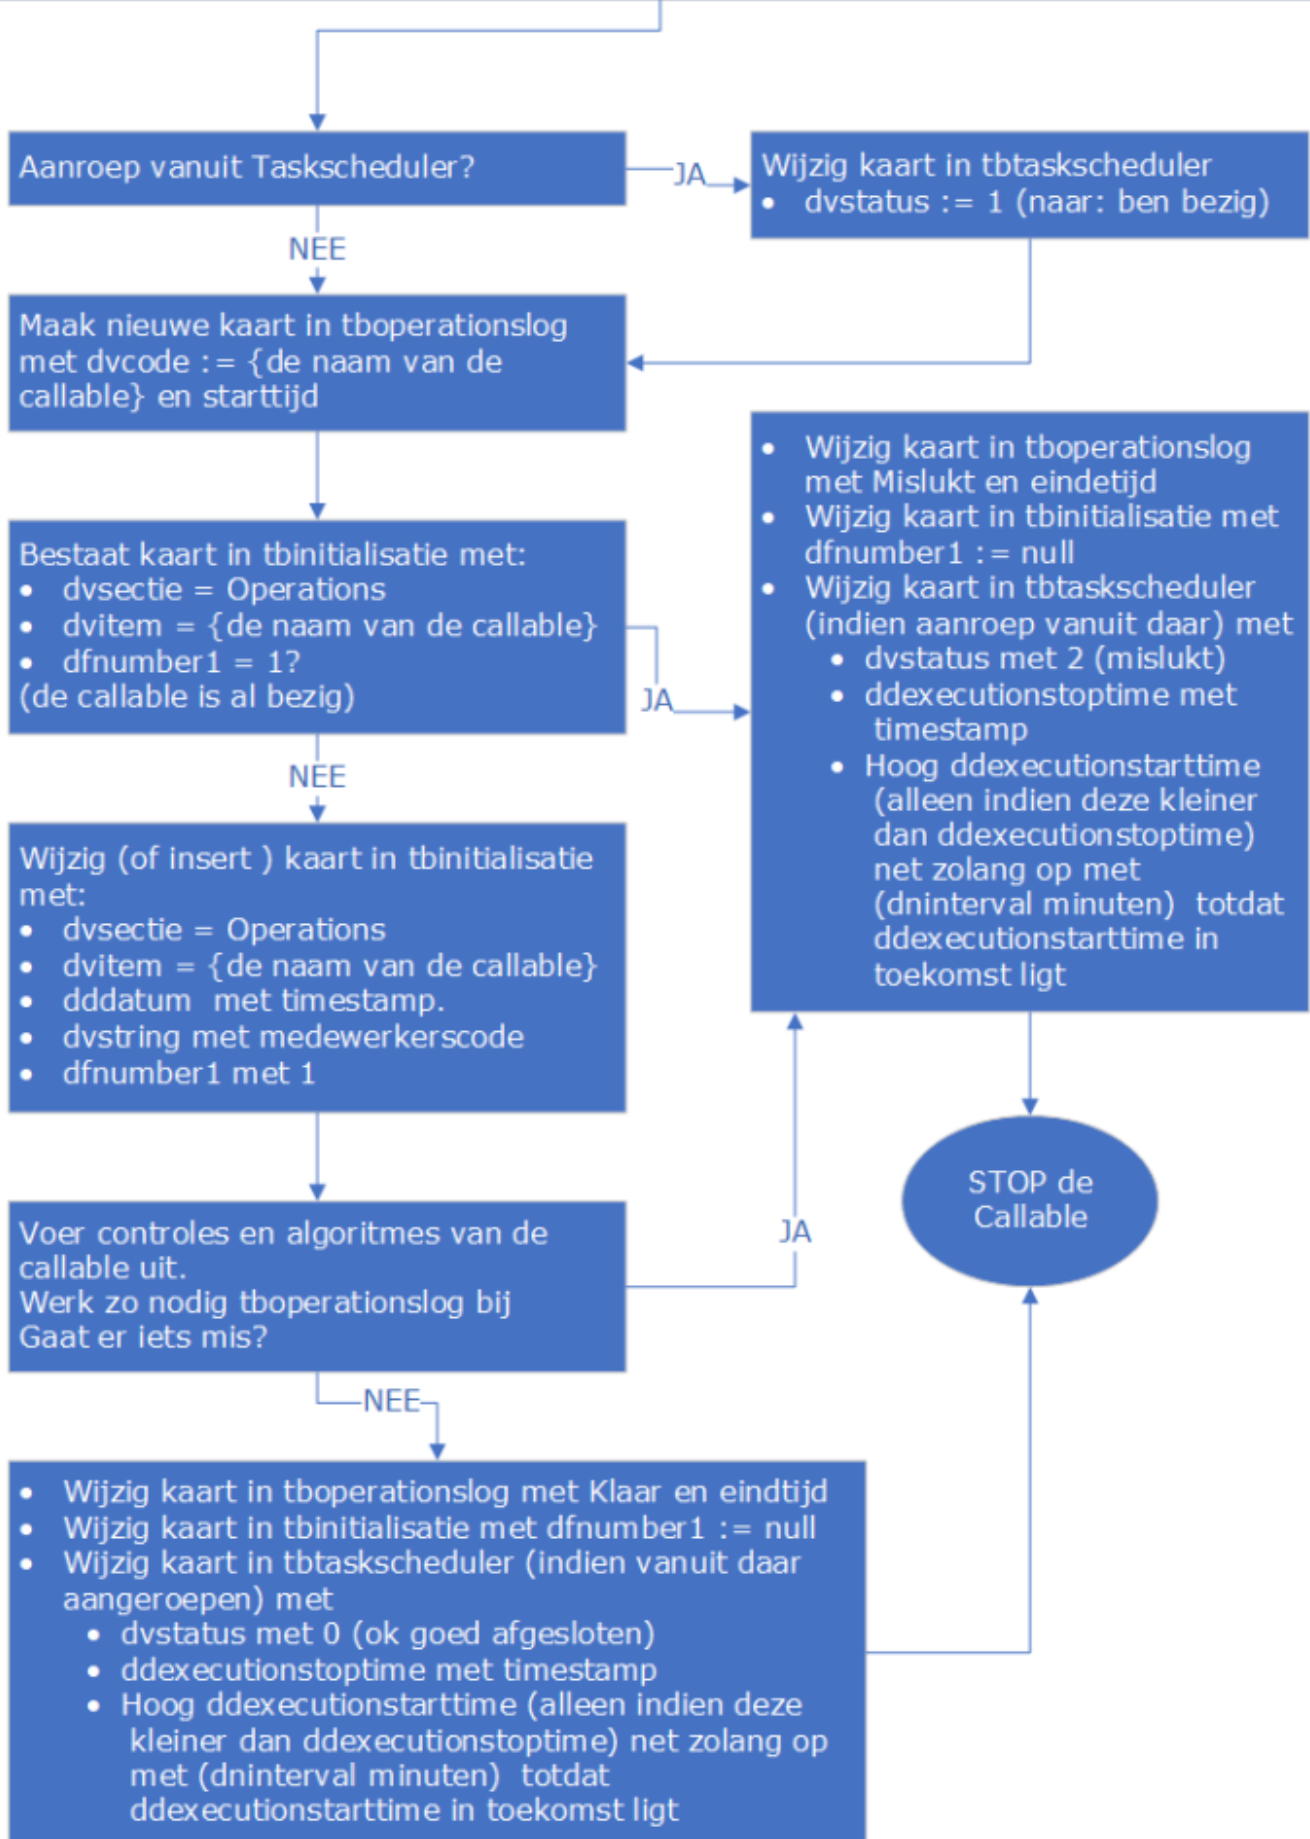 Aanroep vanuit Taskscheduler?
JA
Wijzig kaart in tbtaskscheduler
• dvstatus := 1 (naar: ben bezig)
NEE
Maak nieuwe kaart in tboperationslog
met dvcode := {de naam van de
callable} en starttijd
Bestaat kaart in tbinitialisatie met:
• dvsectie = Operations
• dvitem = {de naam van de callable}
• dfnumber1 = 1?
(de callable is al bezig)
JA
• Wijzig kaart in tboperationslog
met Mislukt en eindetijd
• Wijzig kaart in tbinitialisatie met
dfnumber1 := null
• Wijzig kaart in tbtaskscheduler
(indien aanroep vanuit daar) met
• dvstatus met 2 (mislukt)
• ddexecutionstoptime met
timestamp
• Hoog ddexecutionstarttime
(alleen indien deze kleiner
dan ddexecutionstoptime)
net zolang op met
(dninterval minuten) totdat
ddexecutionstarttime in
toekomst ligt
NEE
Wijzig (of insert ) kaart in tbinitialisatie
met:
• dvsectie = Operations
• dvitem = {de naam van de callable}
• dddatum met timestamp.
• dvstring met medewerkerscode
• dfnumber1 met 1
STOP de
Callable
Voer controles en algoritmes van de
callable uit.
Werk zo nodig tboperationslog bij
Gaat er iets mis?
JA
NEE
• Wijzig kaart in tboperationslog met Klaar en eindtijd
• Wijzig kaart in tbinitialisatie met dfnumber1 := null
• Wijzig kaart in tbtaskscheduler (indien vanuit daar
aangeroepen) met
• dvstatus met 0 (ok goed afgesloten)
• ddexecutionstoptime met timestamp
• Hoog ddexecutionstarttime (alleen indien deze
kleiner dan ddexecutionstoptime) net zolang op
met (dninterval minuten) totdat
ddexecutionstarttime in toekomst ligt